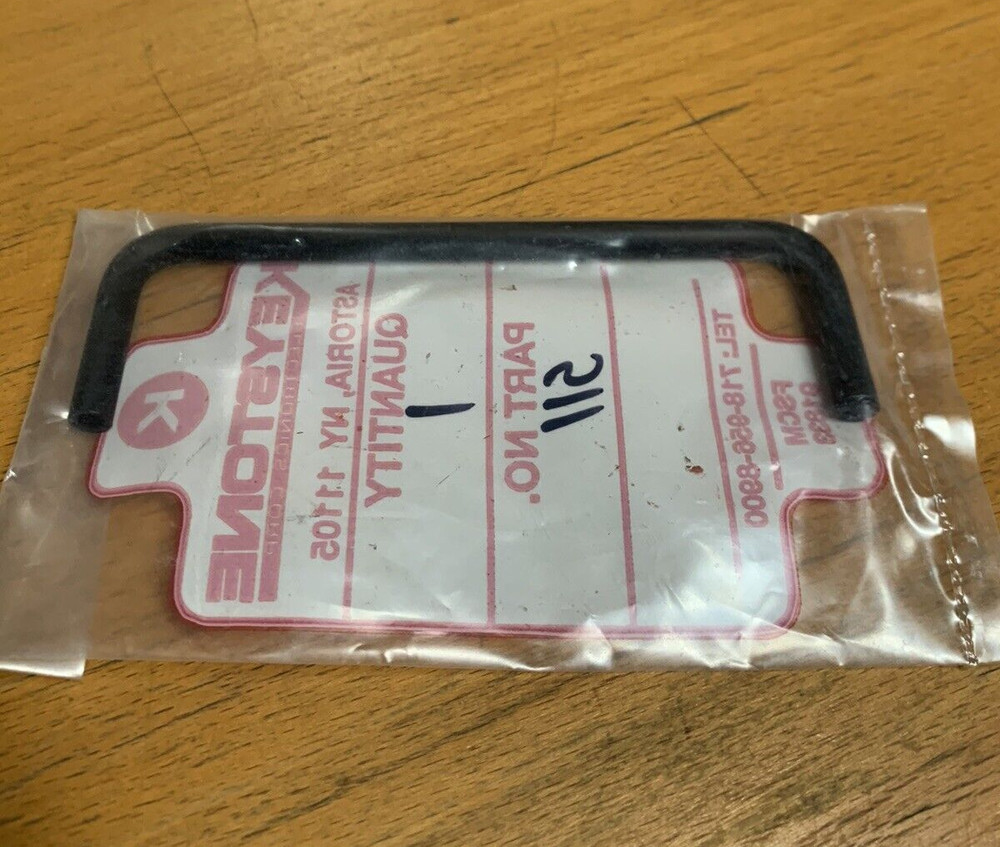 K
KEYSTONE
ELECTRONICS CORP.
ASTORIA, NY 11105
QUANTITY
1
PART NO.
5111
TEL: 718-956-8900
FSCM
91833